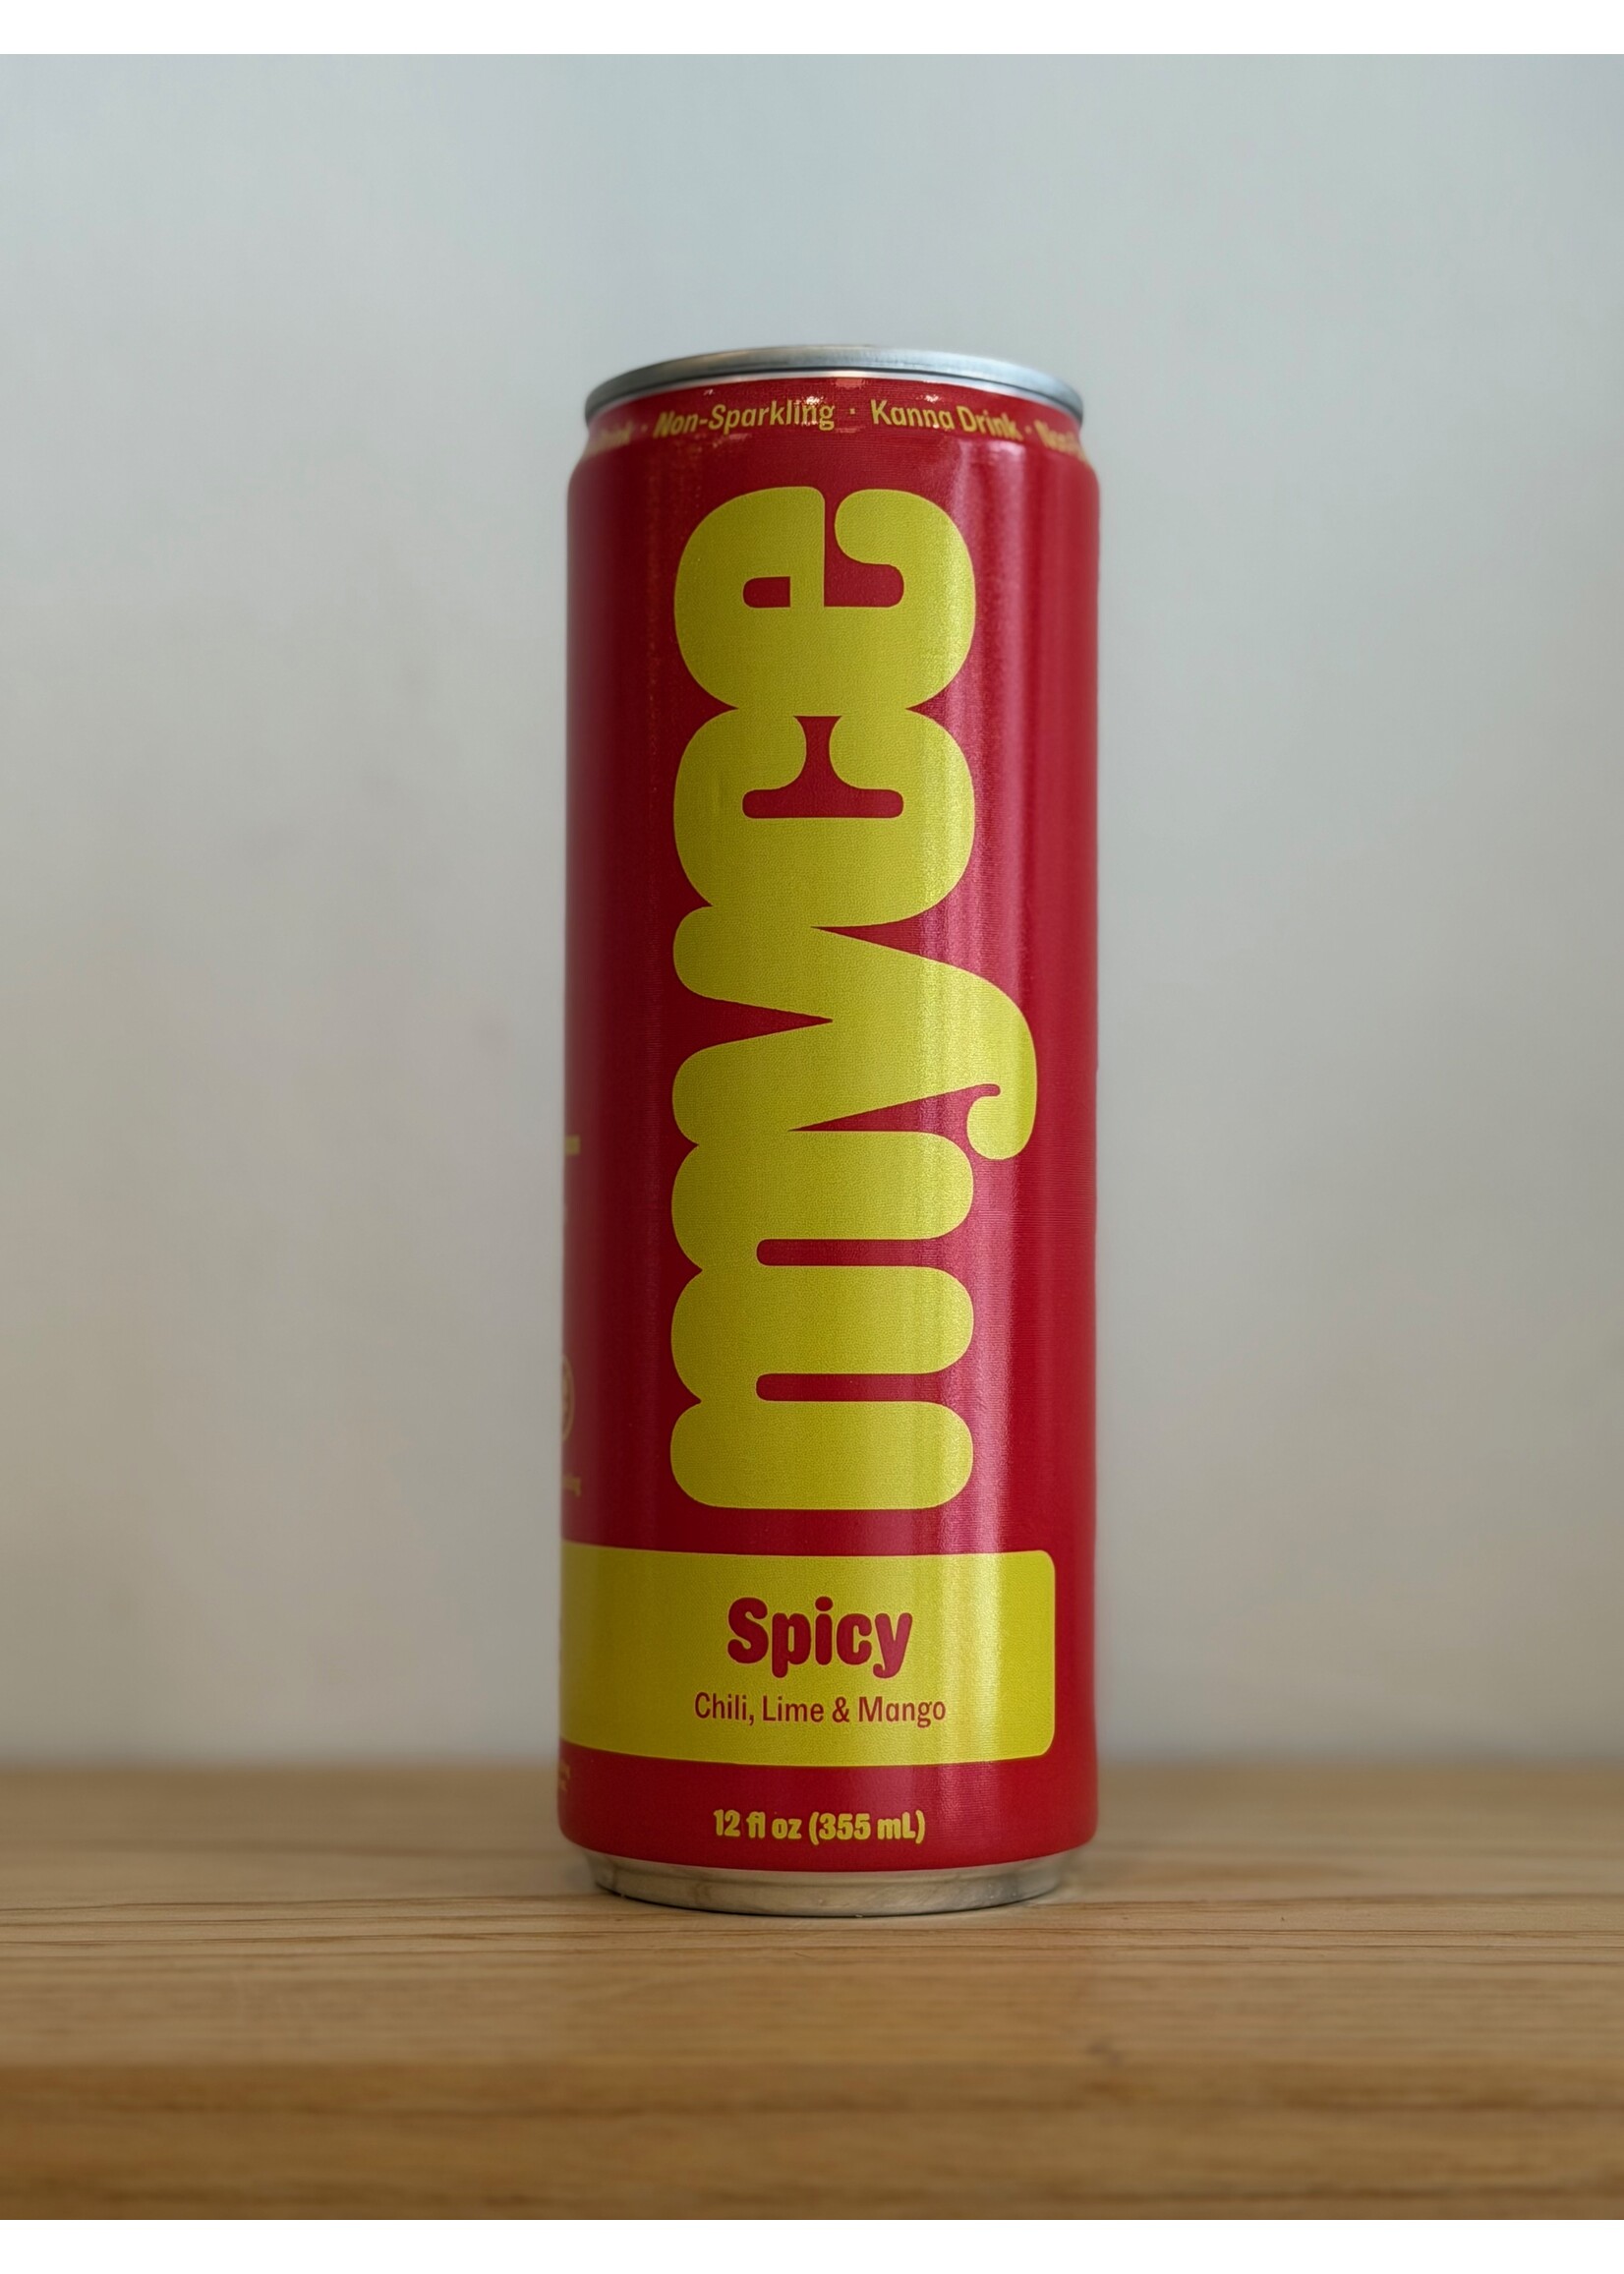 Non-Sparkling · Kanna Drink ·
myce
Spicy
Chili, Lime & Mango
12 fl oz (355 mL)